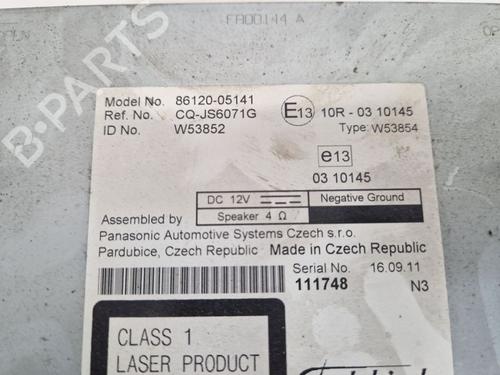 FAD0144 A
Model No. 86120-05141
Ref. No. CQ-JS6071G
ID No. W53852
E13 10R - 03 10145
Type: W53854
e13
03 10145
DC 12V
Negative Ground
Speaker 4 Ω
Assembled by
Panasonic Automotive Systems Czech s.r.o.
Pardubice, Czech Republic Made in Czech Republic
Serial No. 16.09.11
111748 N3
CLASS 1
LASER PRODUCT